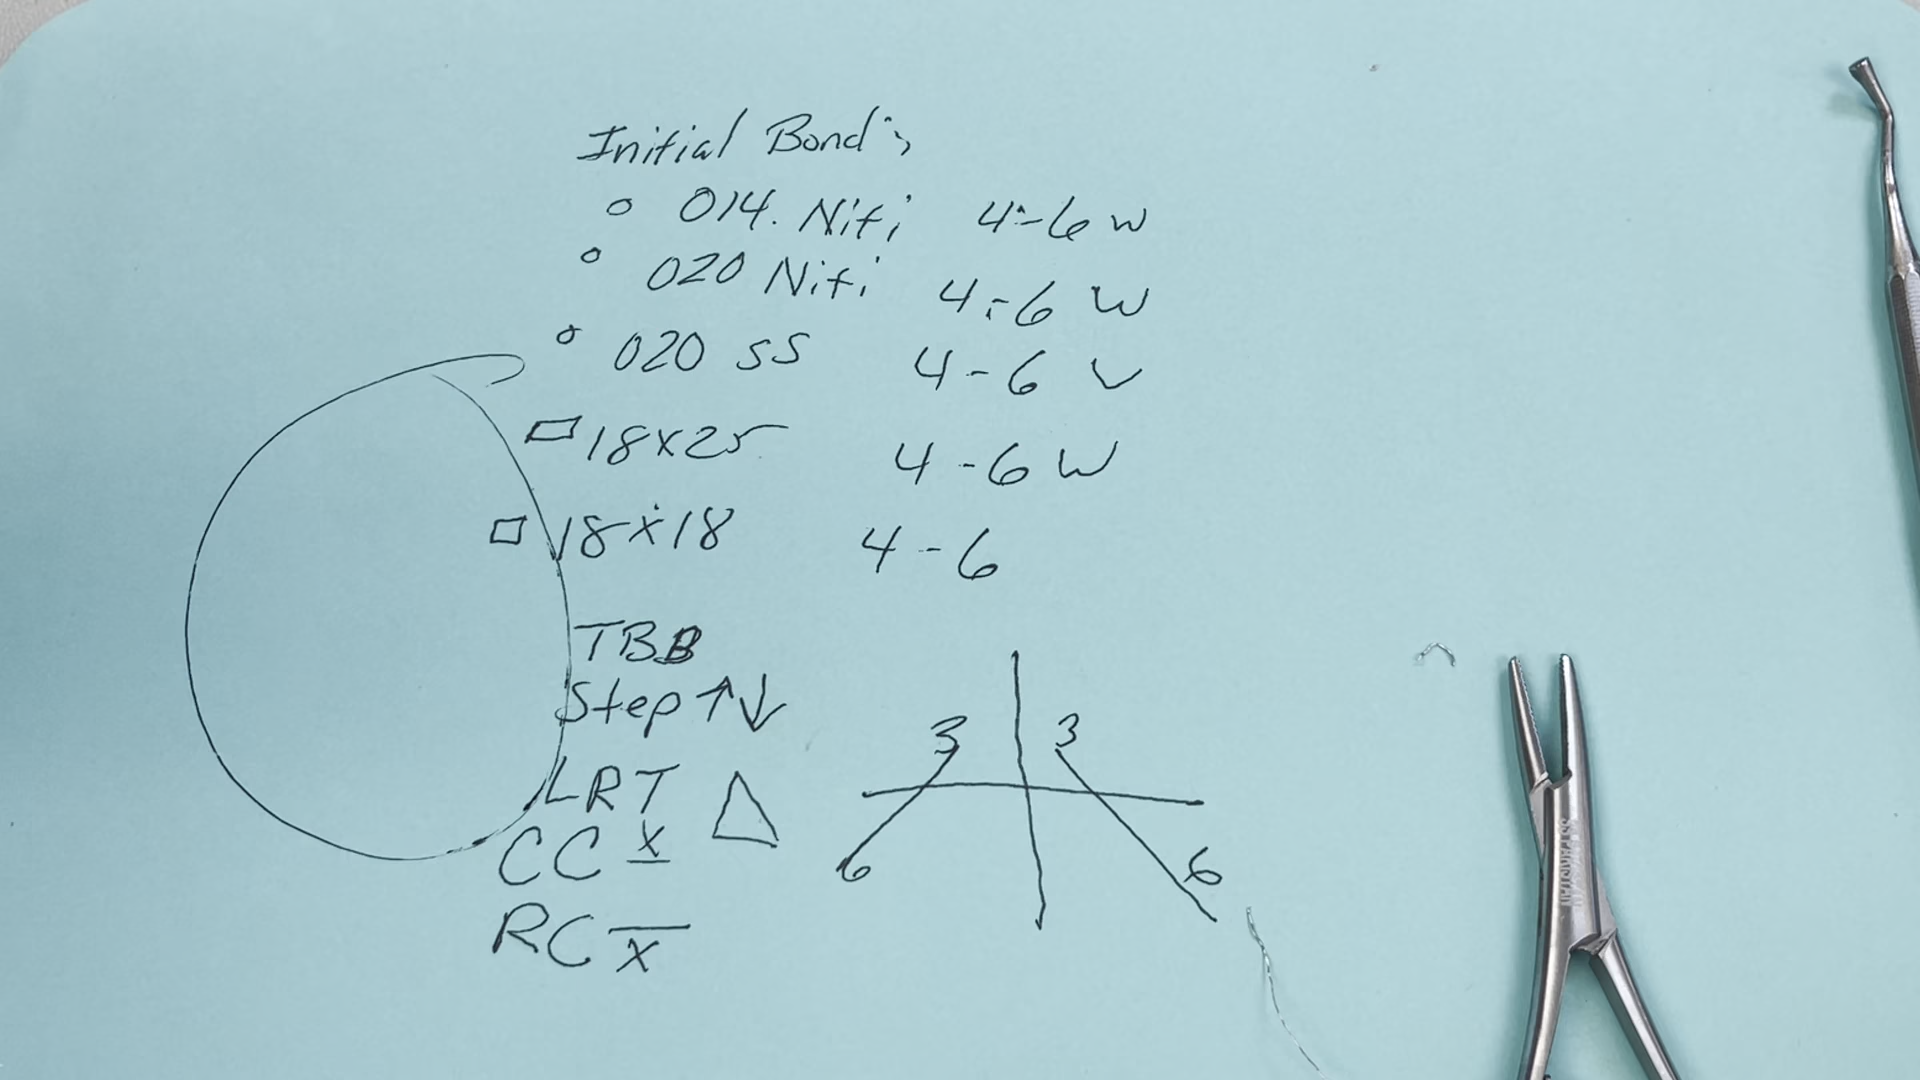 Initial Bond's
o 014. Niti 4-6 w
o 020 Niti 4-6 W
o 020 SS 4-6 V
▭ 18x25 4-6 W
□ 18x18 4-6
TBB
Step ↑↓
LRT △
CC x
RC x
3 3
6 6